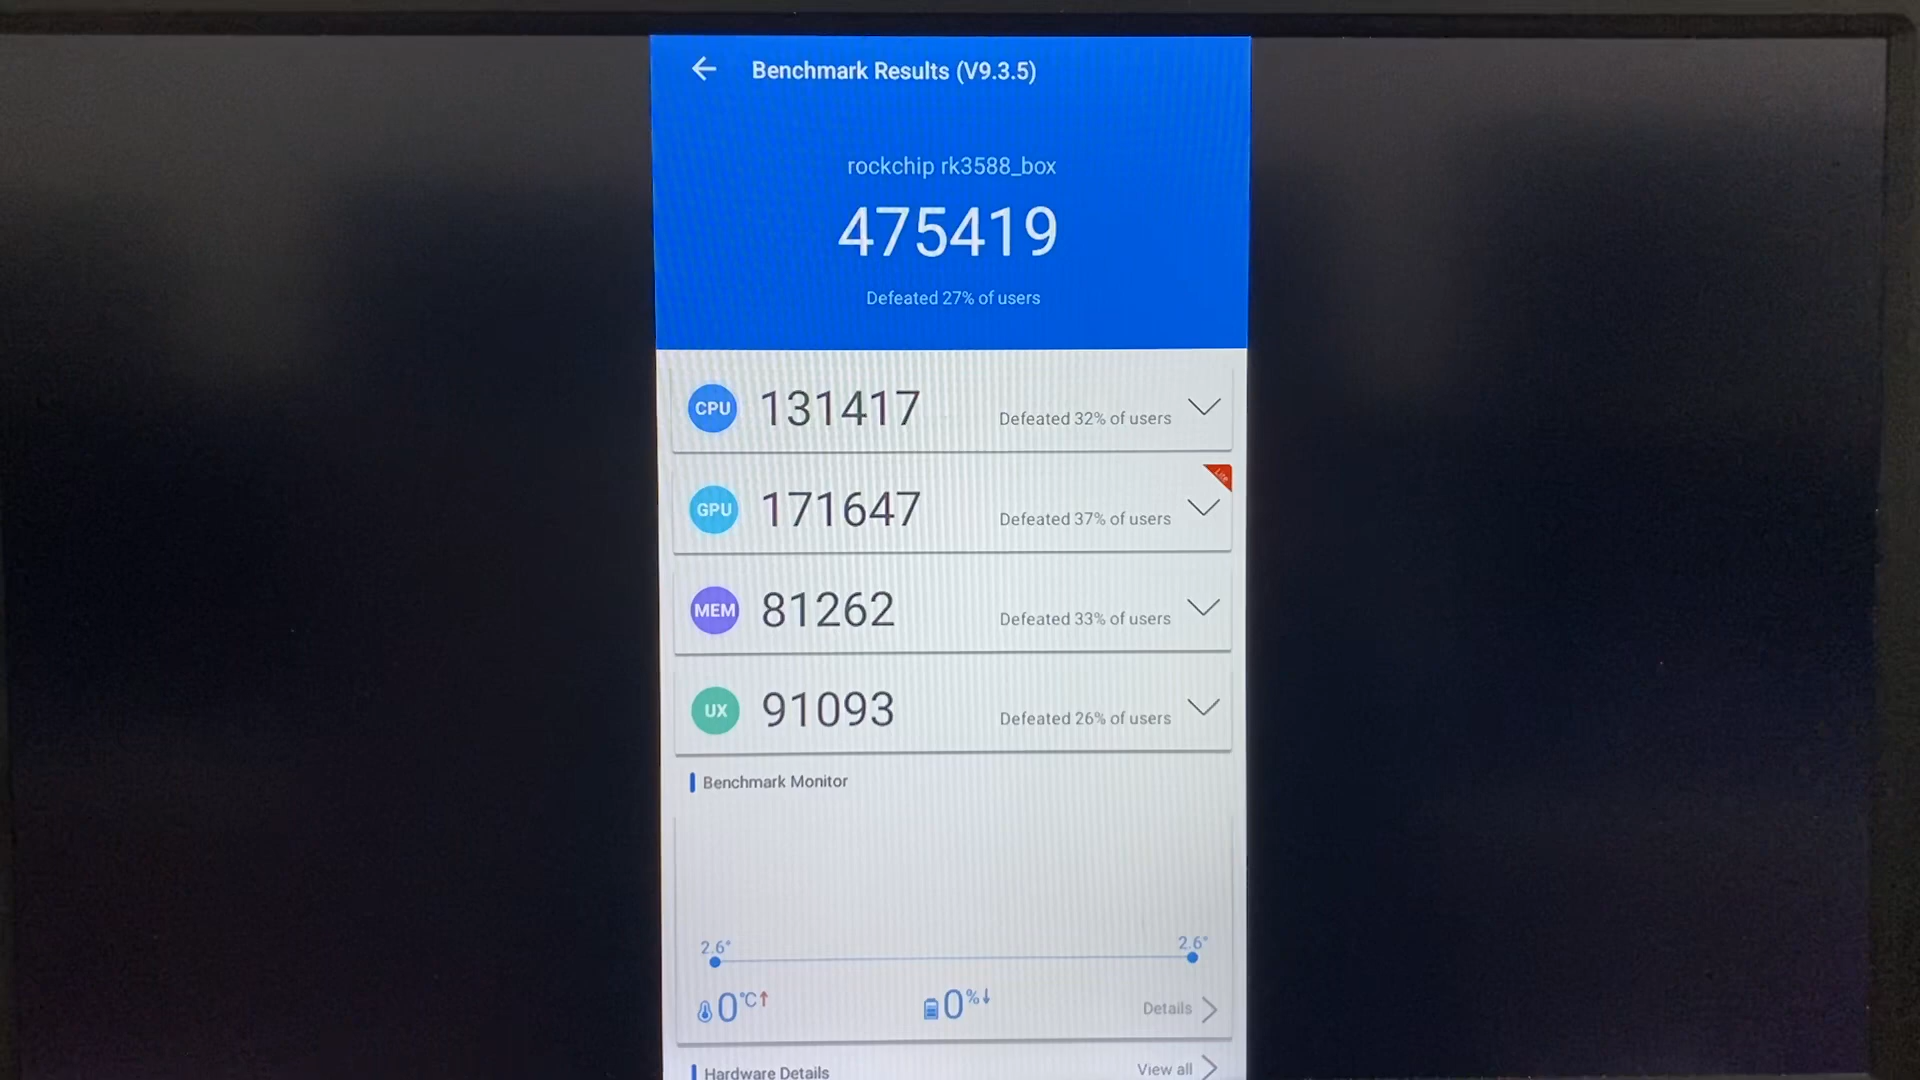 Benchmark Results (V9.3.5)
rockchip rk3588_box
475419
Defeated 27% of users
CPU 131417 Defeated 32% of users
Lite
GPU 171647 Defeated 37% of users
MEM 81262 Defeated 33% of users
UX 91093 Defeated 26% of users
Benchmark Monitor
2.6° 2.6°
0°C↑ 0%↓ Details
Hardware Details View all